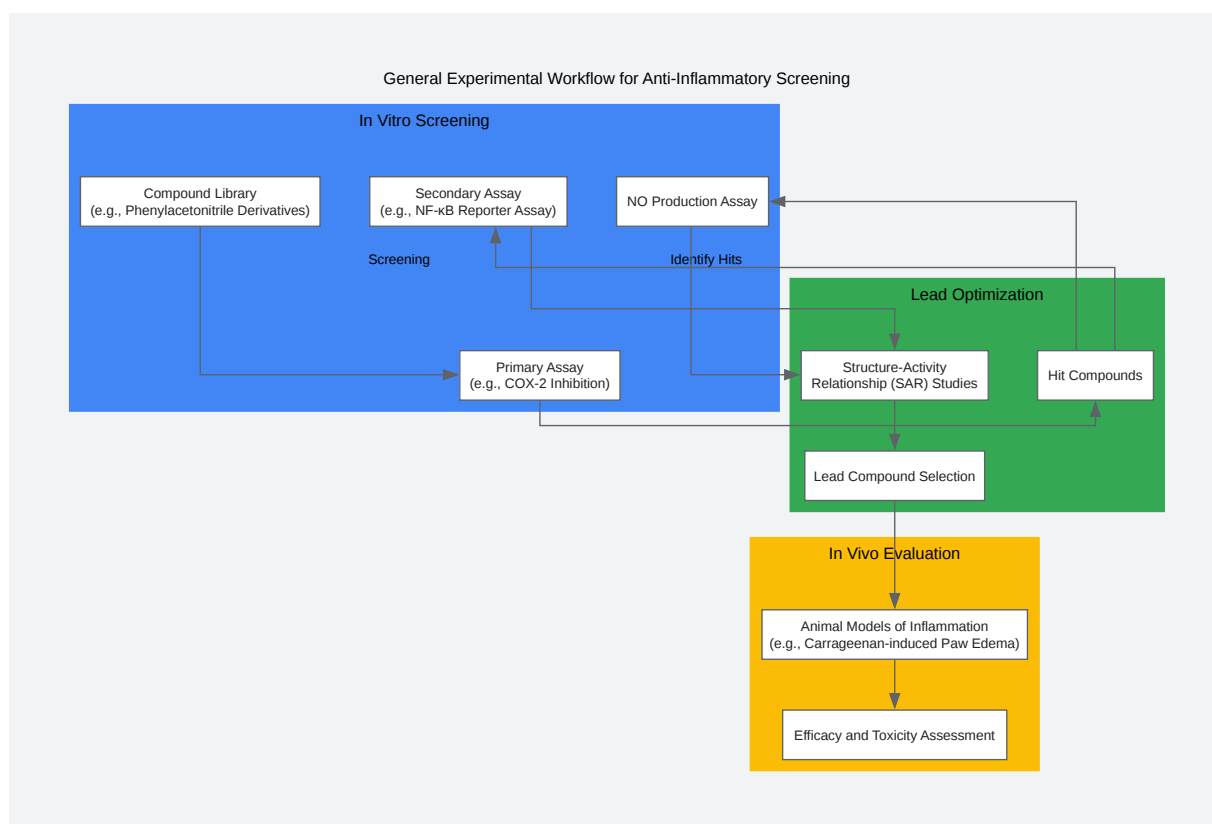 General Experimental Workflow for Anti-Inflammatory Screening
In Vitro Screening
Compound Library
(e.g., Phenylacetonitrile Derivatives)
Secondary Assay
(e.g., NF-κB Reporter Assay)
NO Production Assay
Screening
Identify Hits
Primary Assay
(e.g., COX-2 Inhibition)
Lead Optimization
Structure-Activity
Relationship (SAR) Studies
Hit Compounds
Lead Compound Selection
In Vivo Evaluation
Animal Models of Inflammation
(e.g., Carrageenan-induced Paw Edema)
Efficacy and Toxicity Assessment